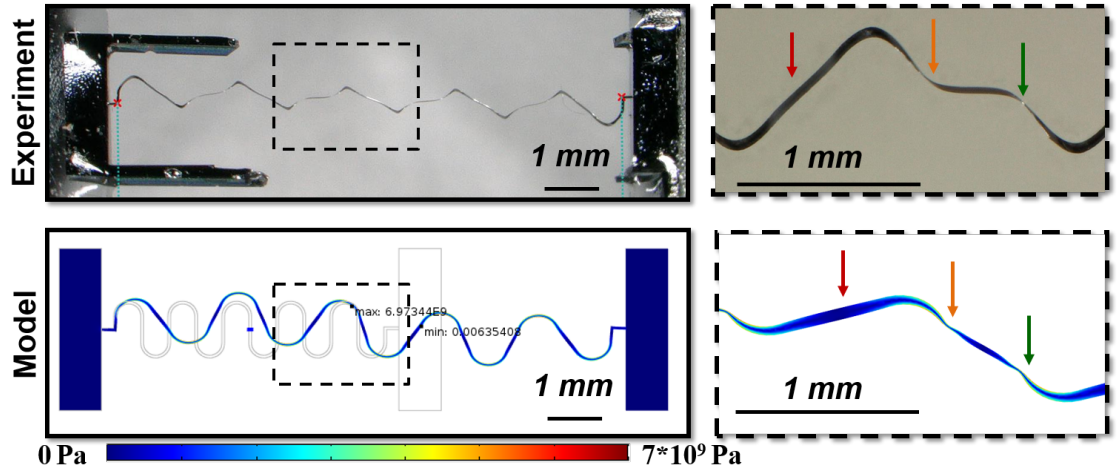 Experiment
1 mm
1 mm
Model
max: 6.97344E9
min: 0.00635408
1 mm
1 mm
0 Pa
7*10⁹ Pa